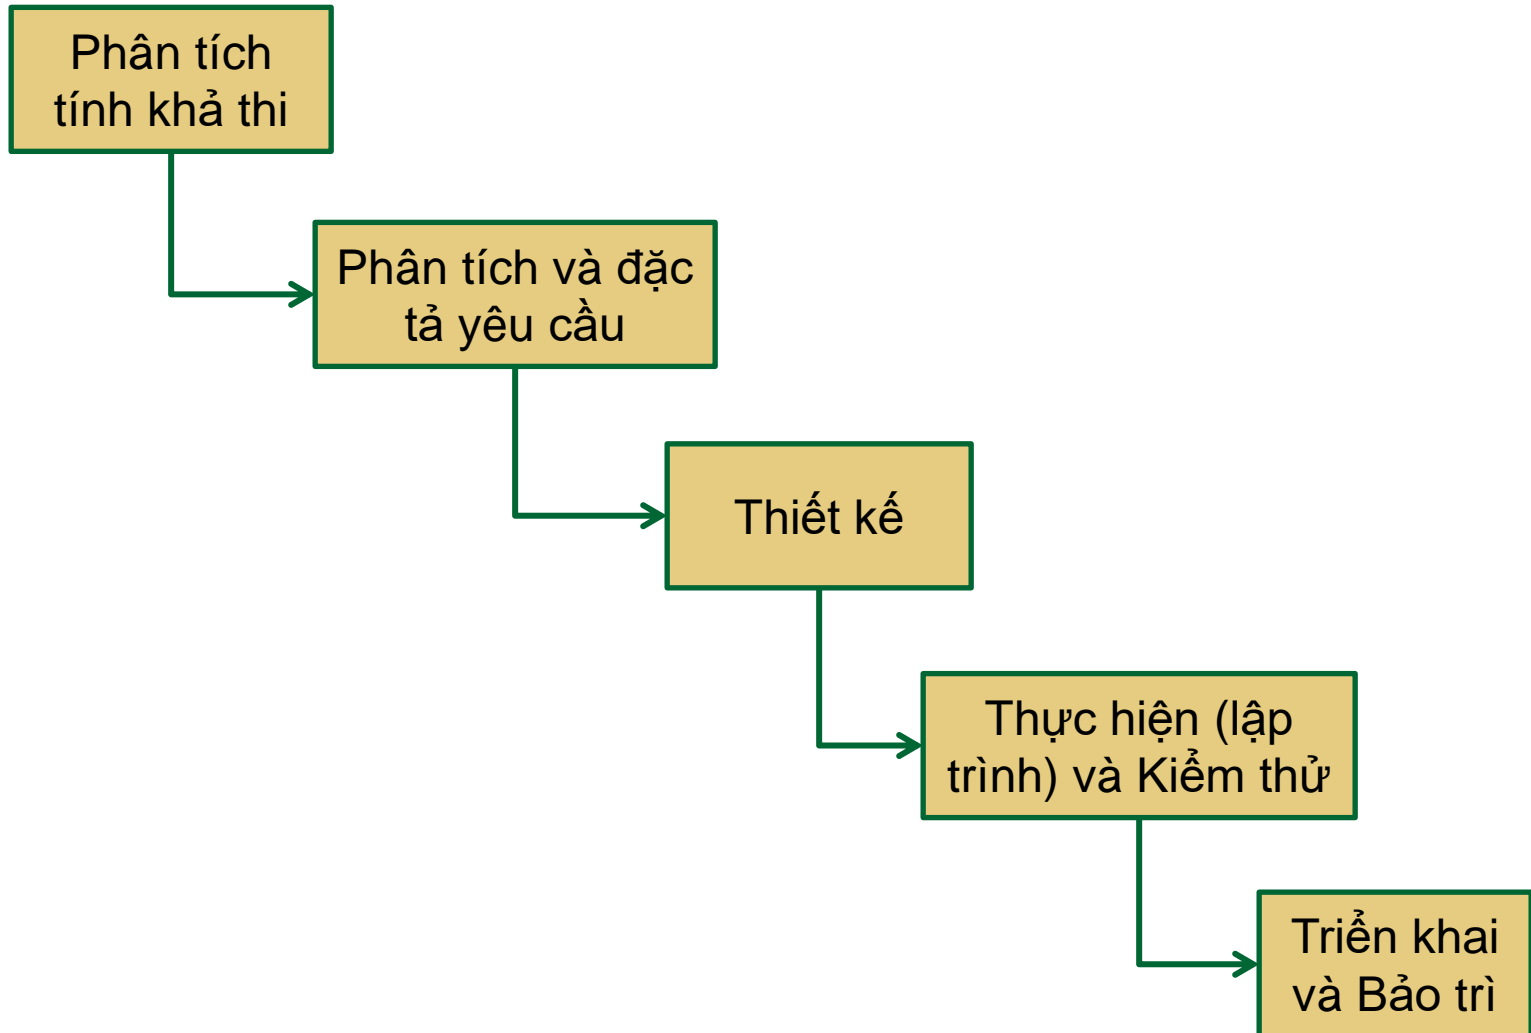 Phân tích
tính khả thi
Phân tích và đặc
tả yêu cầu
Thiết kế
Thực hiện (lập
trình) và Kiểm thử
Triển khai
và Bảo trì